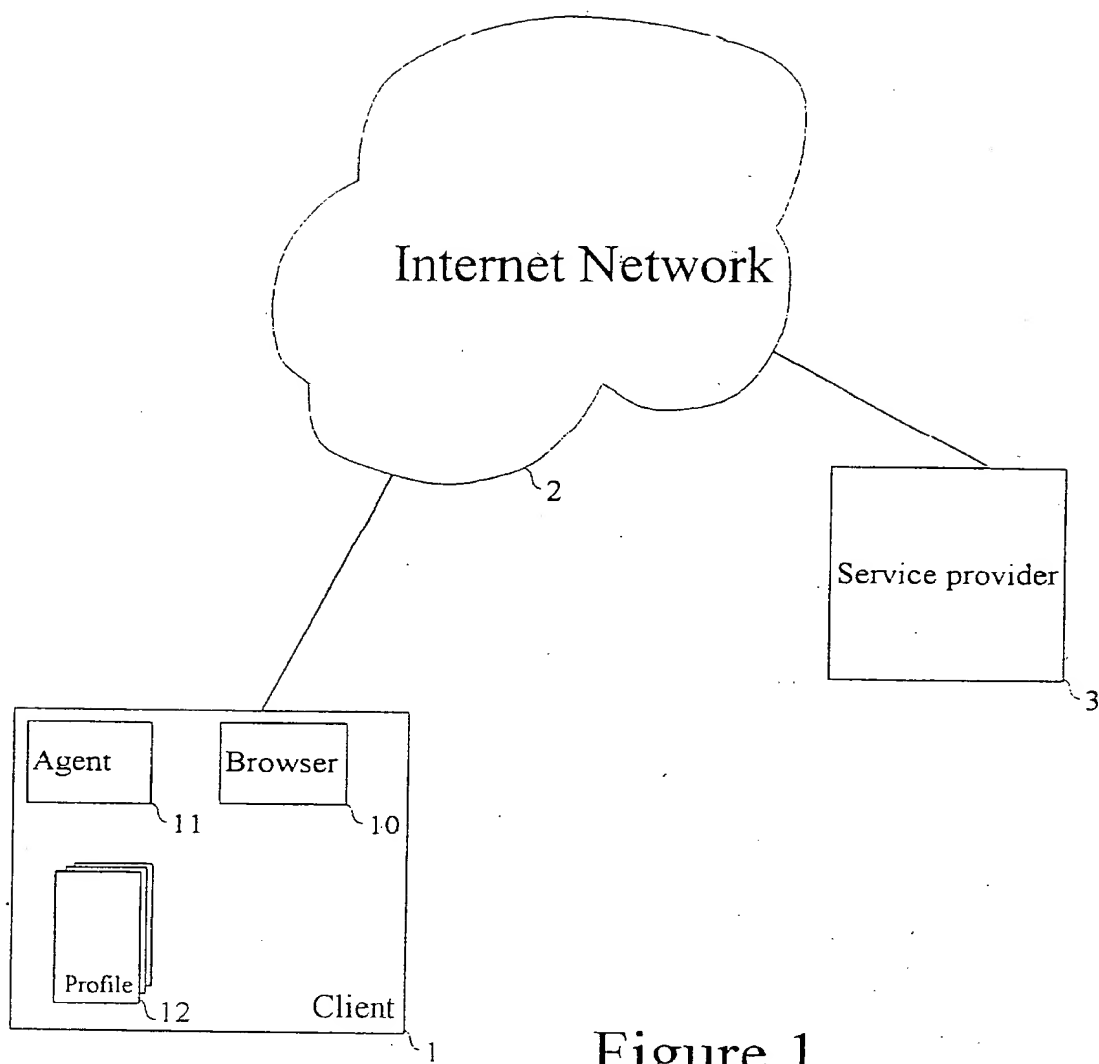 Internet Network
2
Service provider
3
Agent
Browser
11
10
Profile
12
Client
1
Figure 1